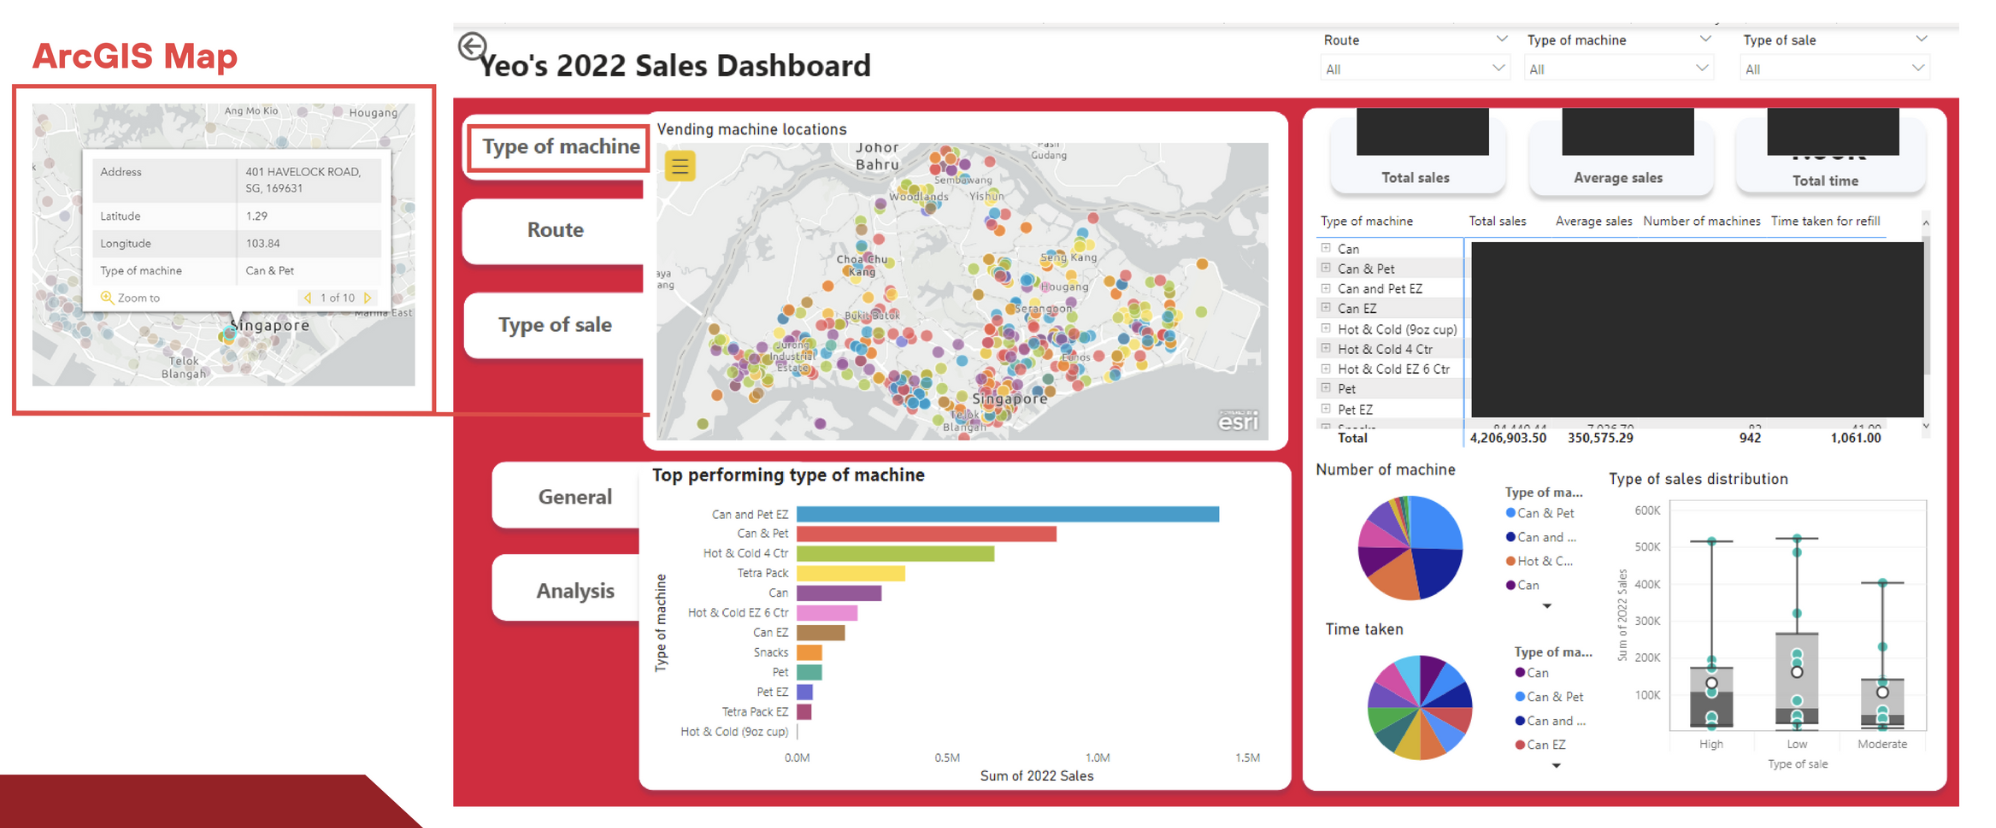 ArcGIS Map
Ang Mo Kio
Hougang
Address
401 HAVELOCK ROAD,
SG, 169631
Latitude
1.29
Longitude
103.84
Type of machine
Can & Pet
Zoom to
1 of 10
East
Singapore
Telok
Blangah
Yeo's 2022 Sales Dashboard
Route
All
Type of machine
All
Type of sale
All
Type of machine
Route
Type of sale
General
Analysis
Vending machine locations
Johor
Bahru
Gudang
Sembawang
Woodlands
Yishun
Choa Chu
Kang
Seng Kang
aya
ang
Hougang
Serangoon
Bukit Batok
Jurong
Industrial
Estate
Eunos
Singapore
Telok
Blangah
POWERED BY
esri
Top performing type of machine
Type of machine
Can and Pet EZ
Can & Pet
Hot & Cold 4 Ctr
Tetra Pack
Can
Hot & Cold EZ 6 Ctr
Can EZ
Snacks
Pet
Pet EZ
Tetra Pack EZ
Hot & Cold (9oz cup)
0.0M 0.5M 1.0M 1.5M
Sum of 2022 Sales
Total sales
Average sales
Total time
Type of machine Total sales Average sales Number of machines Time taken for refill
Can
Can & Pet
Can and Pet EZ
Can EZ
Hot & Cold (9oz cup)
Hot & Cold 4 Ctr
Hot & Cold EZ 6 Ctr
Pet
Pet EZ
Total 4,206,903.50 350,575.29 942 1,061.00
Number of machine
Type of ma...
Can & Pet
Can and ...
Hot & C...
Can
Time taken
Type of ma...
Can
Can & Pet
Can and ...
Can EZ
Type of sales distribution
Sum of 2022 Sales
600K
500K
400K
300K
200K
100K
High Low Moderate
Type of sale